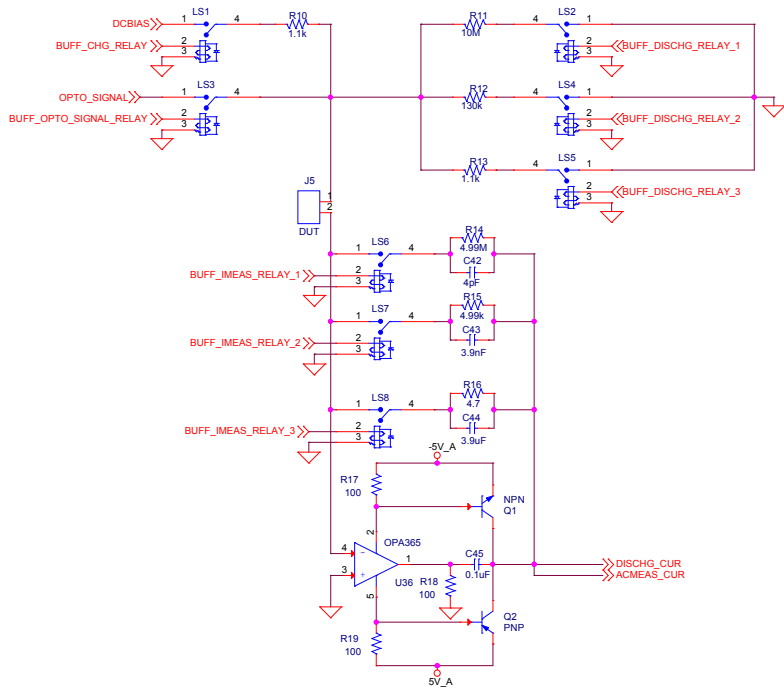 LS1
DCBIAS 1 4 R10
1.1k
BUFF_CHG_RELAY 2
3
LS3
OPTO_SIGNAL 1 4
BUFF_OPTO_SIGNAL_RELAY 2
3
R11 LS2
10M 4 1
2 BUFF_DISCHG_RELAY_1
3
R12 LS4
130k 4 1
2 BUFF_DISCHG_RELAY_2
3
R13 LS5
1.1k 4 1
2 BUFF_DISCHG_RELAY_3
3
J5
1
2
DUT
LS6
1 4
BUFF_IMEAS_RELAY_1 2
3
R14
4.99M
C42
4pF
LS7
1 4
BUFF_IMEAS_RELAY_2 2
3
R15
4.99k
C43
3.9nF
LS8
1 4
BUFF_IMEAS_RELAY_3 2
3
R16
4.7
C44
3.9uF
-5V_A
R17
100
NPN
Q1
2
OPA365
4 1
3
U36
5
C45
0.1uF
R18
100
DISCHG_CUR
ACMEAS_CUR
R19
100
Q2
PNP
5V_A